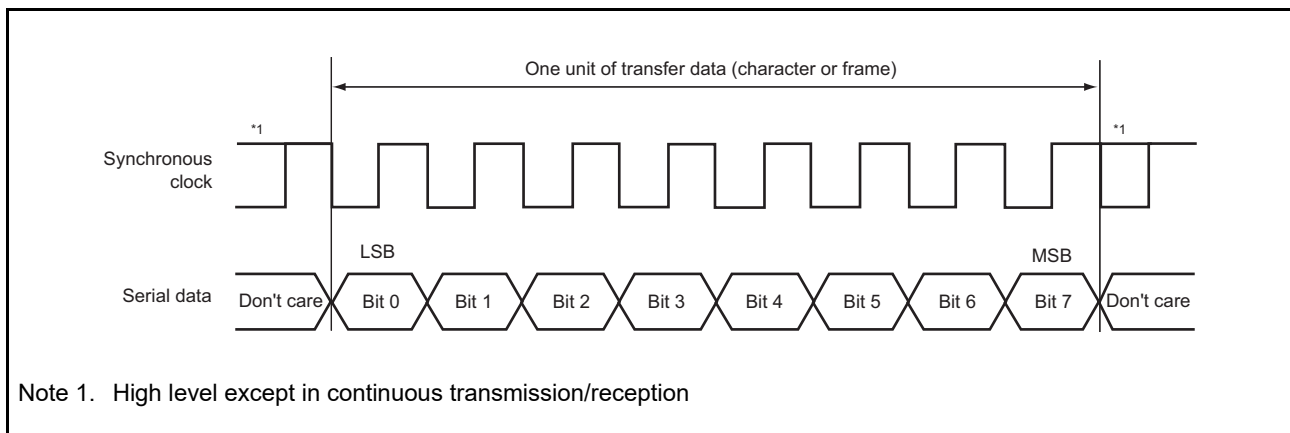 One unit of transfer data (character or frame)
*1
*1
Synchronous
clock
LSB
MSB
Serial data
Don't care
Bit 0
Bit 1
Bit 2
Bit 3
Bit 4
Bit 5
Bit 6
Bit 7
Don't care
Note 1. High level except in continuous transmission/reception